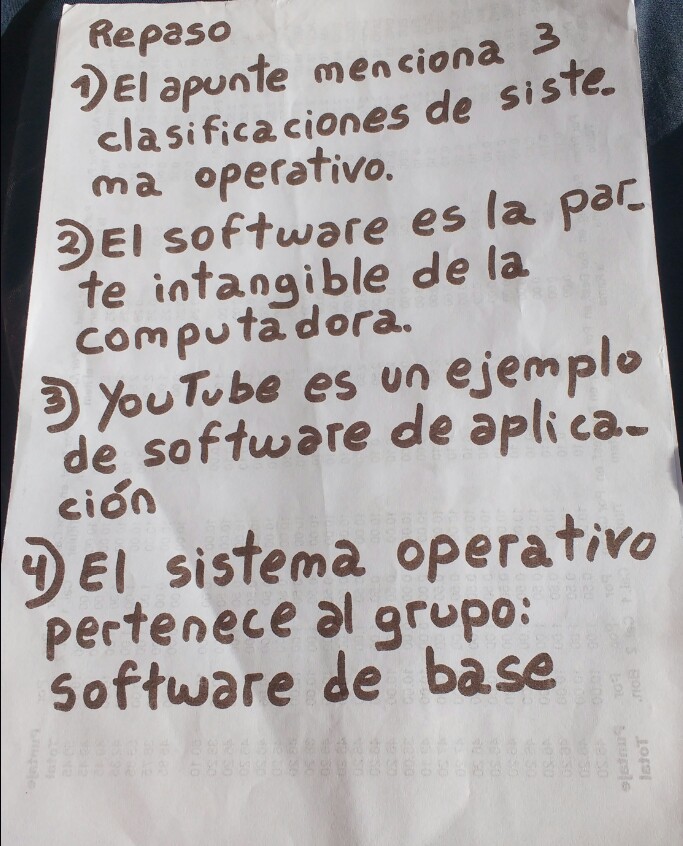 Repaso
1) El apunte menciona 3
clasificaciones de siste-
ma operativo.
2) El software es la par-
te intangible de la
computadora.
3) YouTube es un ejemplo
de software de aplica-
ción
4) El sistema operativo
pertenece al grupo:
software de base